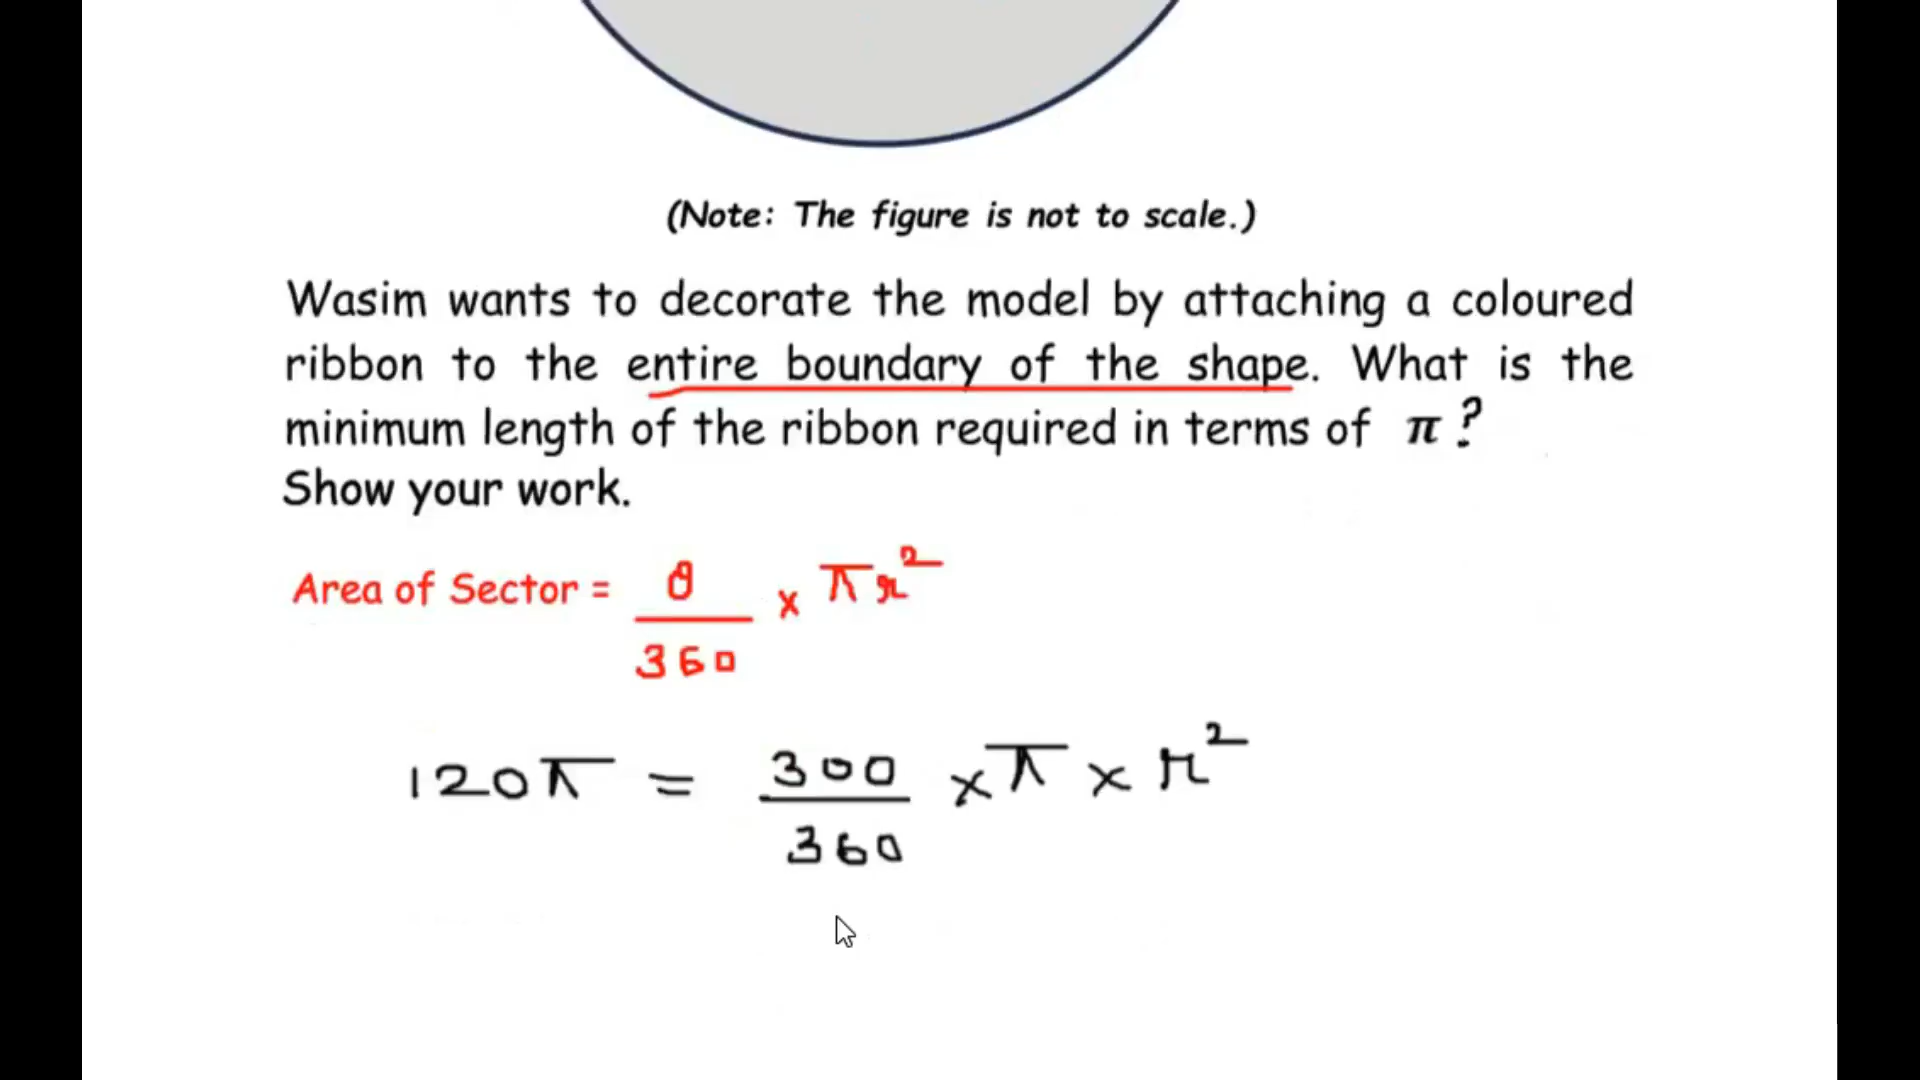 (Note: The figure is not to scale.)
Wasim wants to decorate the model by attaching a coloured
ribbon to the entire boundary of the shape. What is the
minimum length of the ribbon required in terms of π?
Show your work.
Area of Sector = θ/360 x πr²
120π = 300/360 x π x r²